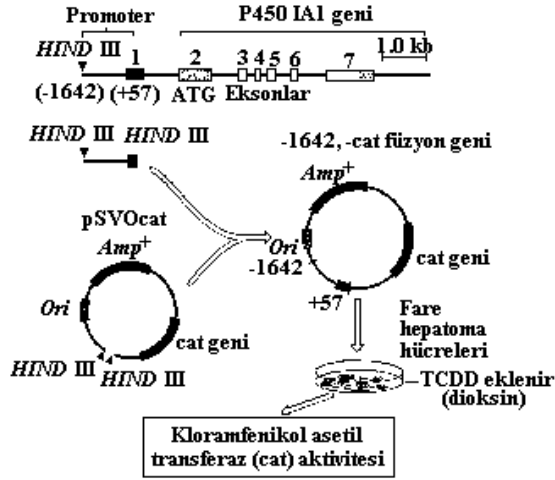 Promoter
P450 IA1 geni
HIND III
1 2 3 4 5 6 7
1.0 kb
(-1642) (+57) ATG Eksonlar
HIND III HIND III
-1642, -cat füzyon geni
Amp+
pSVOcat
Amp+
Ori
-1642
cat geni
+57
Ori
cat geni
HIND III
HIND III
Fare
hepatoma
hücreleri
TCDD eklenir
(dioksin)
Kloramfenikol asetil
transferaz (cat) aktivitesi